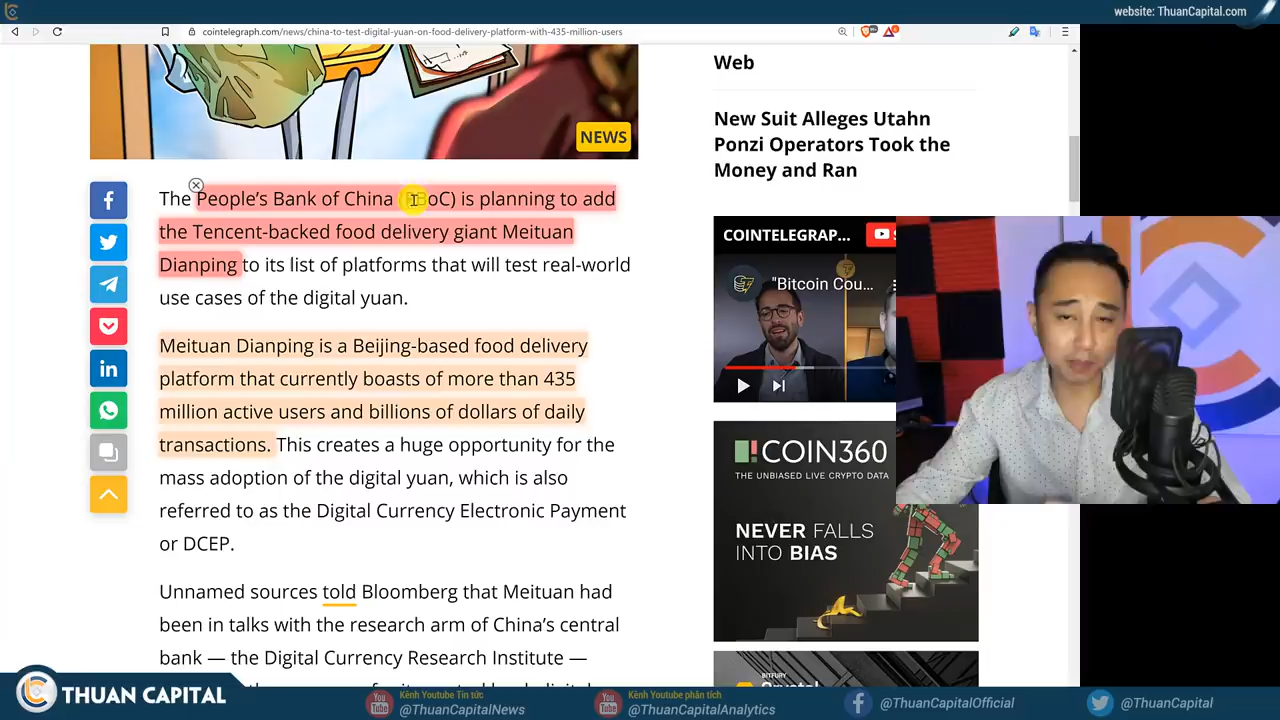 website: ThuanCapital.com
cointelegraph.com/news/china-to-test-digital-yuan-on-food-delivery-platform-with-435-million-users
NEWS
The People's Bank of China (PBoC) is planning to add
the Tencent-backed food delivery giant Meituan
Dianping to its list of platforms that will test real-world
use cases of the digital yuan.
Meituan Dianping is a Beijing-based food delivery
platform that currently boasts of more than 435
million active users and billions of dollars of daily
transactions. This creates a huge opportunity for the
mass adoption of the digital yuan, which is also
referred to as the Digital Currency Electronic Payment
or DCEP.
Unnamed sources told Bloomberg that Meituan had
been in talks with the research arm of China's central
bank — the Digital Currency Research Institute —
Web
New Suit Alleges Utahn
Ponzi Operators Took the
Money and Ran
COINTELEGRAP...
"Bitcoin Cou...
COIN360
THE UNBIASED LIVE CRYPTO DATA
NEVER FALLS
INTO BIAS
BITFURY
Crystal
THUAN CAPITAL
Kênh Youtube Tin tức
@ThuanCapitalNews
Kênh Youtube phân tích
@ThuanCapitalAnalytics
@ThuanCapitalOfficial
@ThuanCapital